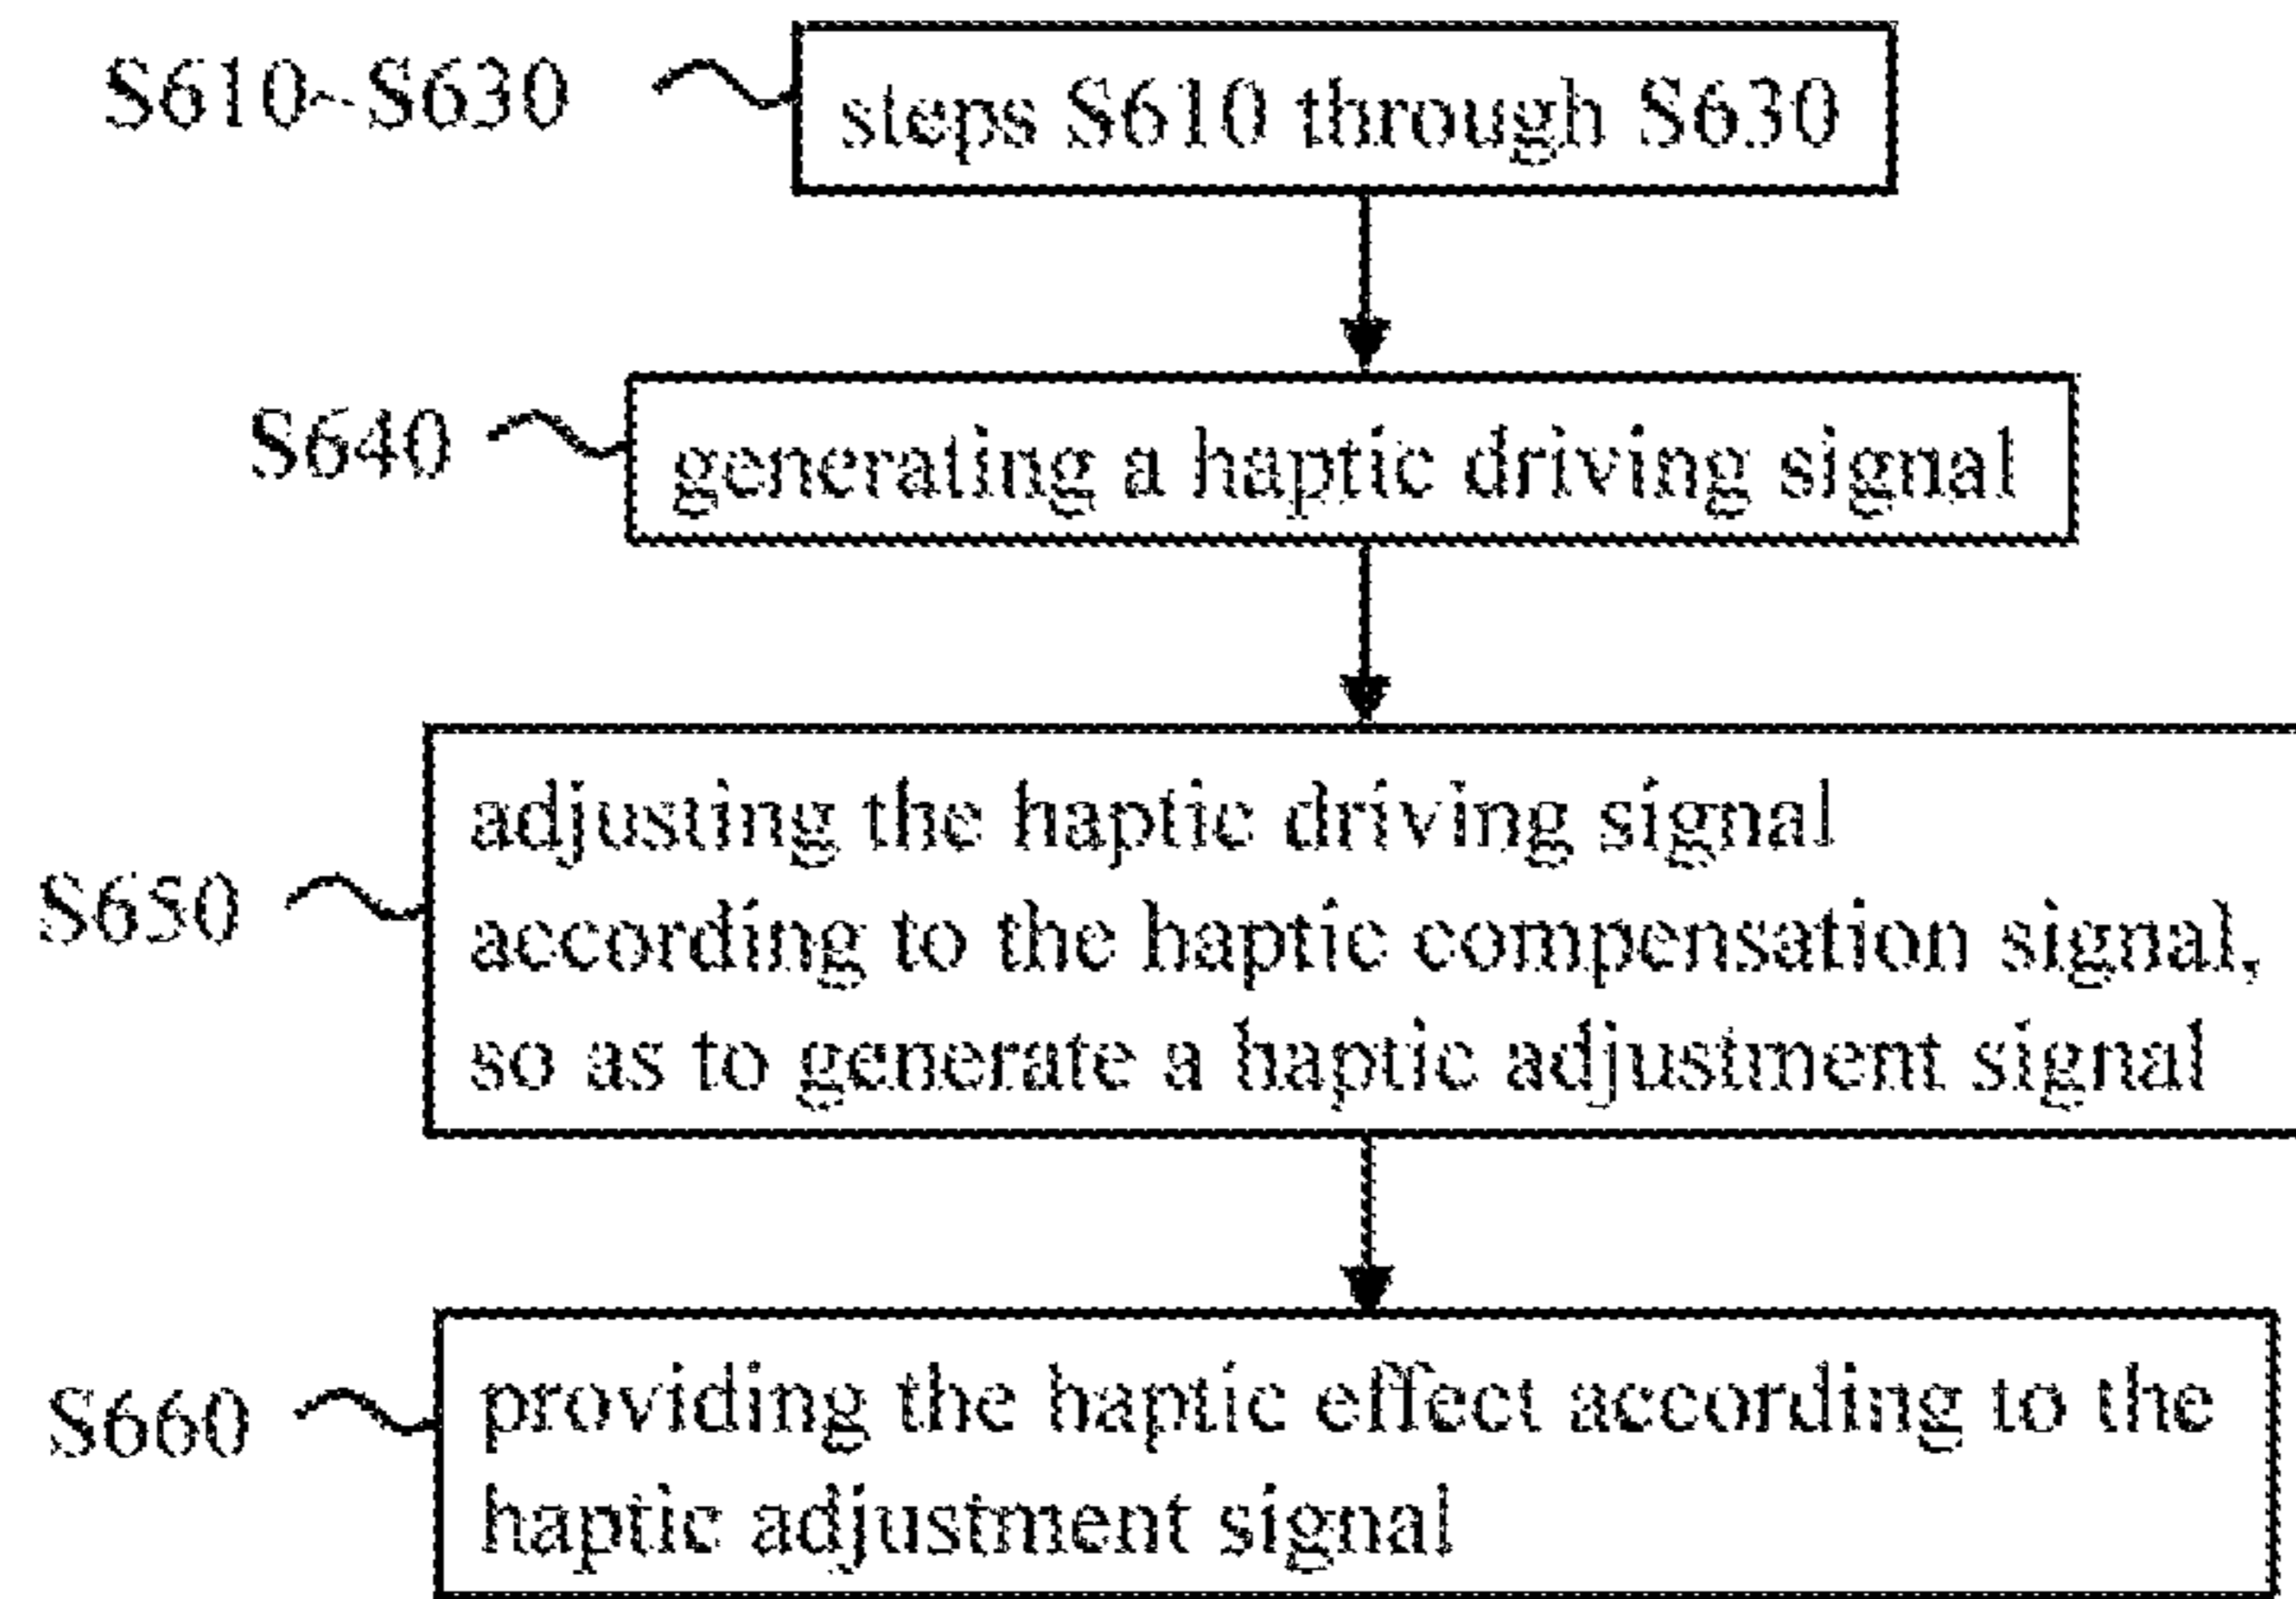 S610~S630 steps S610 through S630
S640 generating a haptic driving signal
adjusting the haptic driving signal
S650 according to the haptic compensation signal,
so as to generate a haptic adjustment signal
S660 providing the haptic effect according to the
haptic adjustment signal